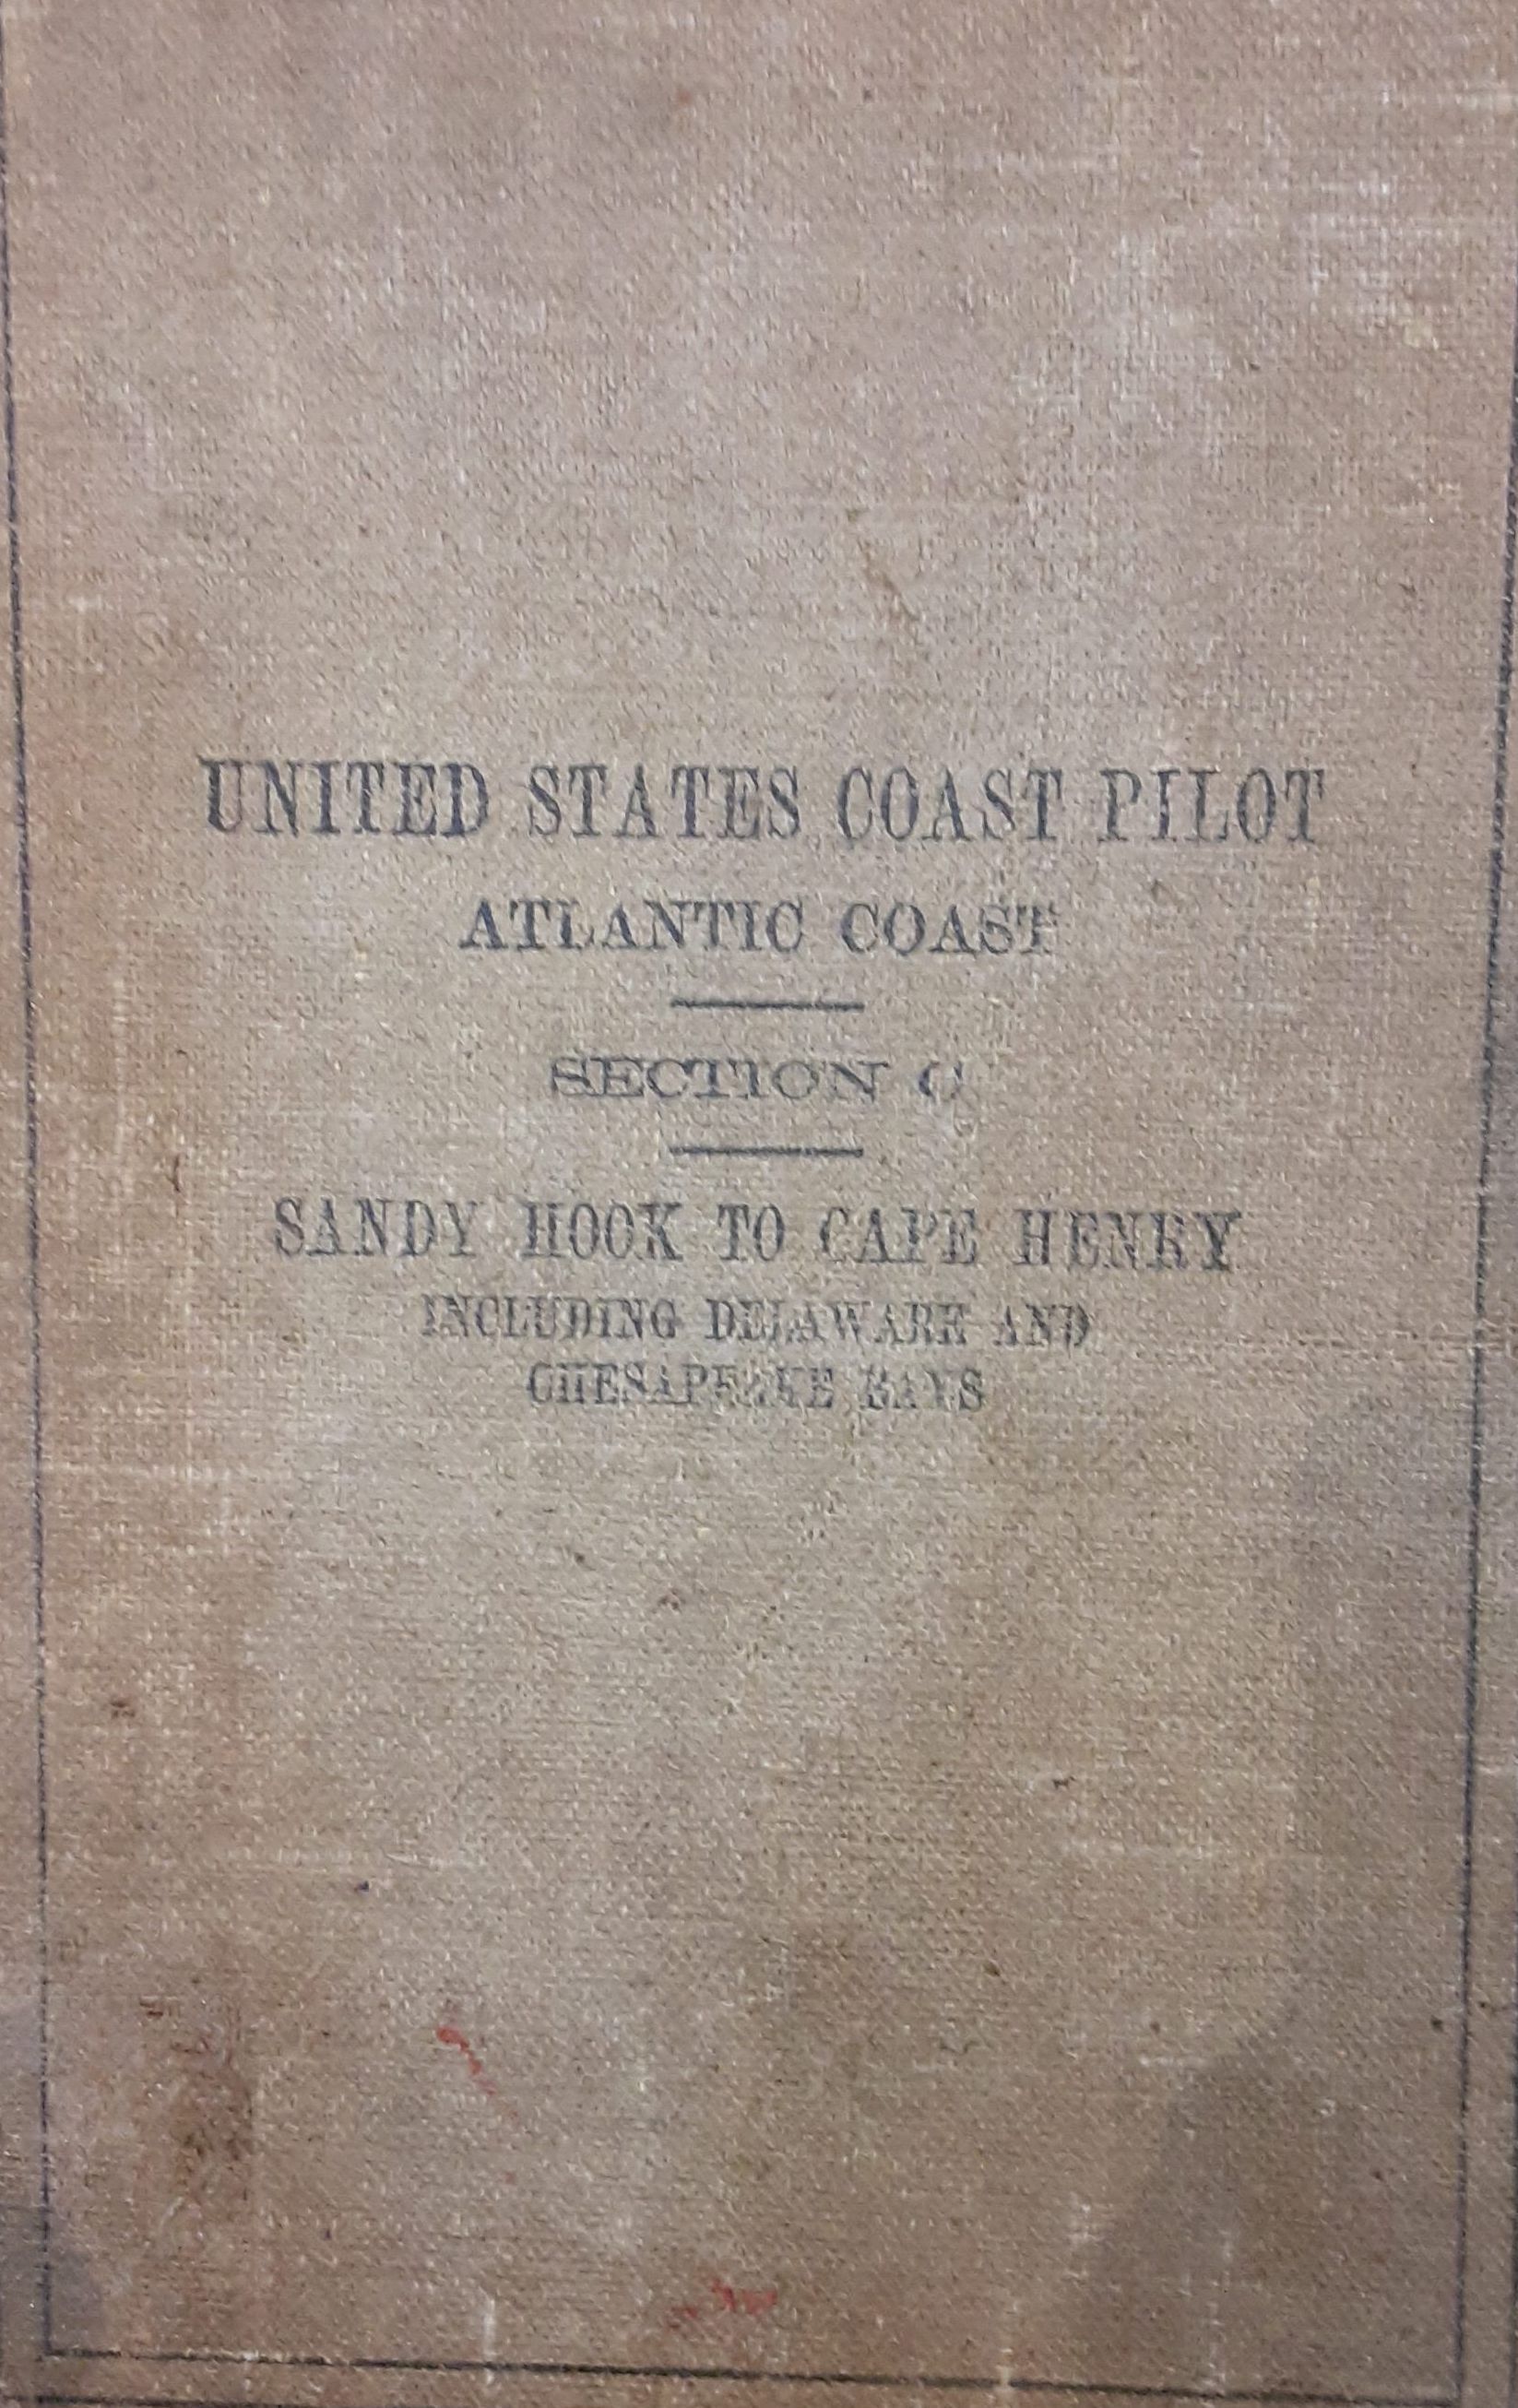 UNITED STATES COAST PILOT
ATLANTIC COAST
SECTION C
SANDY HOOK TO CAPE HENRY
INCLUDING DELAWARE AND
CHESAPEAKE BAYS